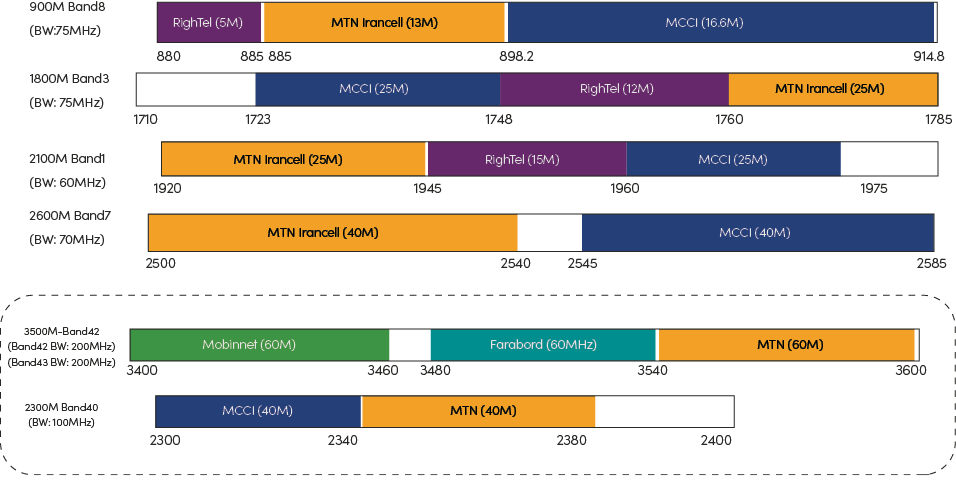 900M Band8
(BW:75MHz)
RighTel (5M) MTN Irancell (13M) MCCI (16.6M)
880 885 885 898.2 914.8
1800M Band3
(BW: 75MHz)
MCCI (25M) RighTel (12M) MTN Irancell (25M)
1710 1723 1748 1760 1785
2100M Band1
(BW: 60MHz)
MTN Irancell (25M) RighTel (15M) MCCI (25M)
1920 1945 1960 1975
2600M Band7
(BW: 70MHz)
MTN Irancell (40M) MCCI (40M)
2500 2540 2545 2585
3500M-Band42
(Band42 BW: 200MHz)
(Band43 BW: 200MHz)
Mobinnet (60M) Farabord (60MHz) MTN (60M)
3400 3460 3480 3540 3600
2300M Band40
(BW: 100MHz)
MCCI (40M) MTN (40M)
2300 2340 2380 2400